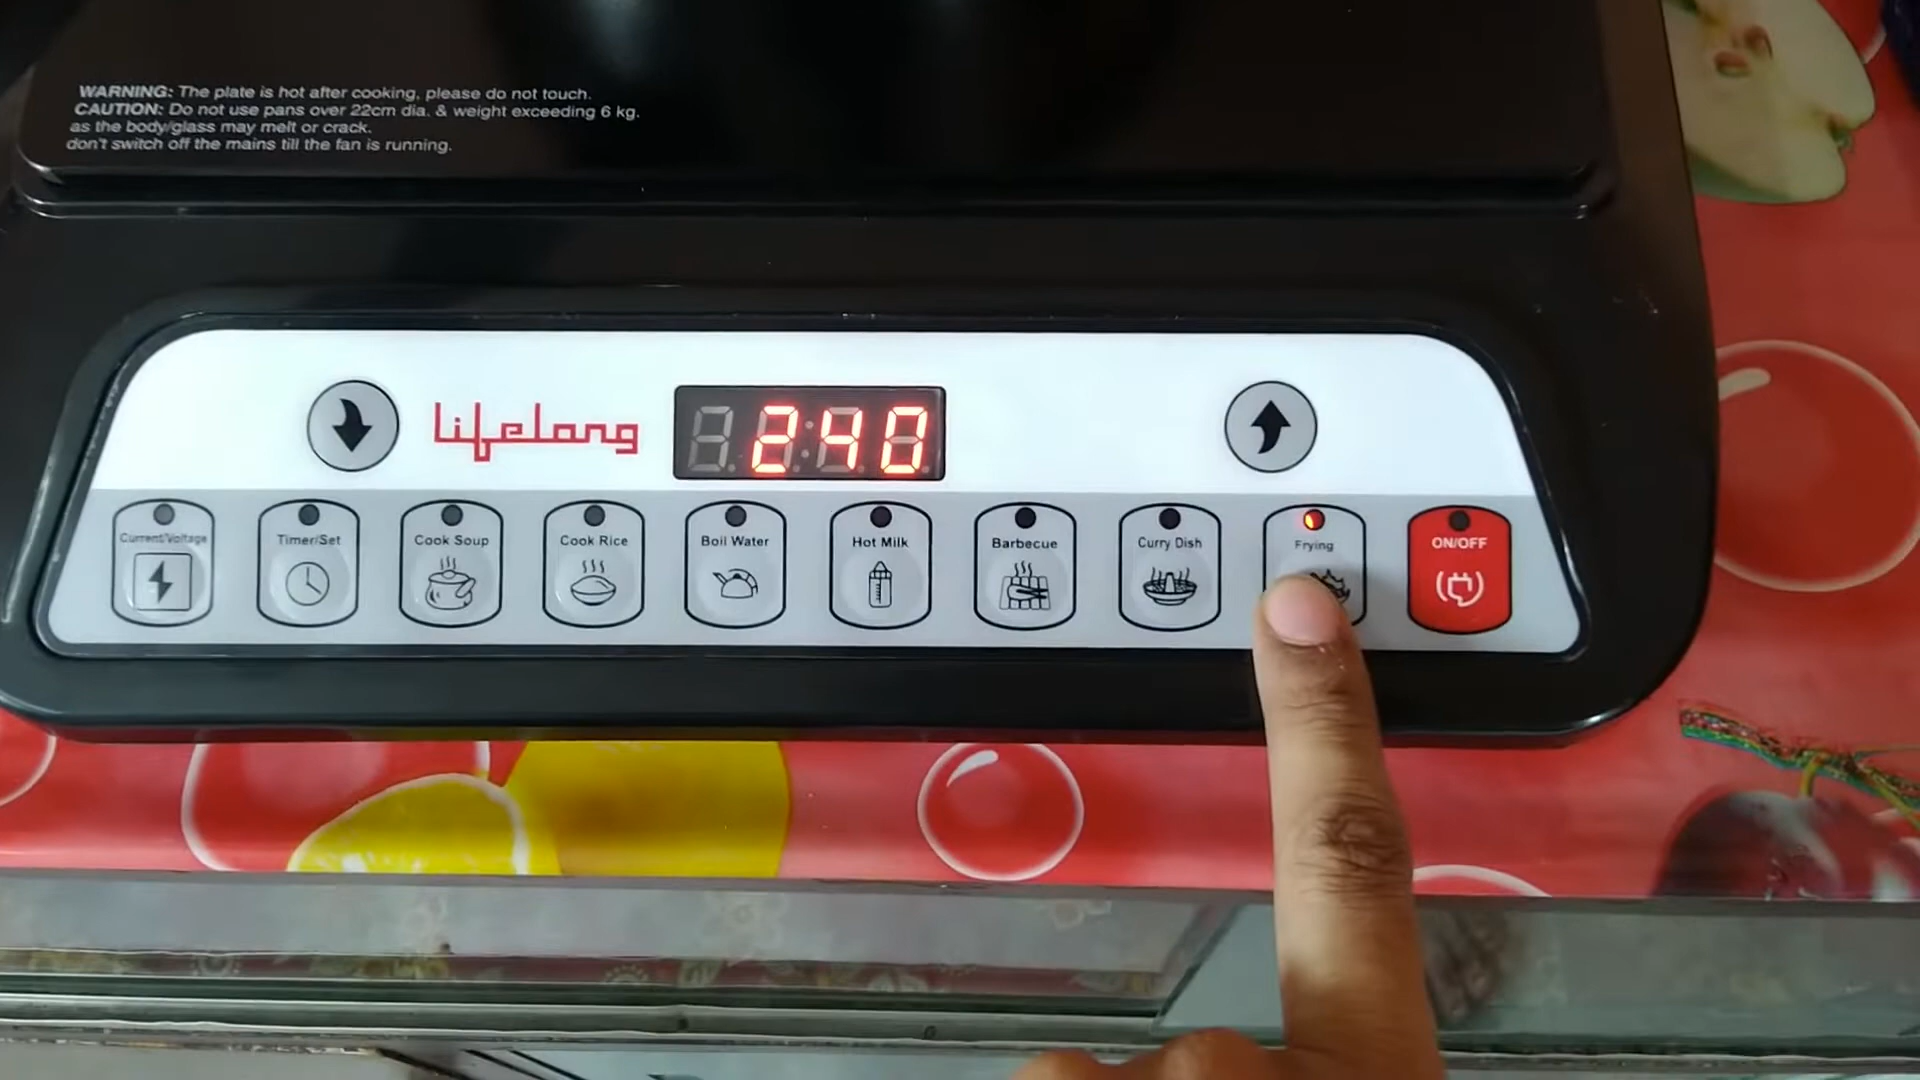 WARNING: The plate is hot after cooking, please do not touch.
CAUTION: Do not use pans over 22cm dia. & weight exceeding 6 kg.
as the body/glass may melt or crack.
don't switch off the mains till the fan is running.
lifelong
240
Current/Voltage
Timer/Set
Cook Soup
Cook Rice
Boil Water
Hot Milk
Barbecue
Curry Dish
Frying
ON/OFF